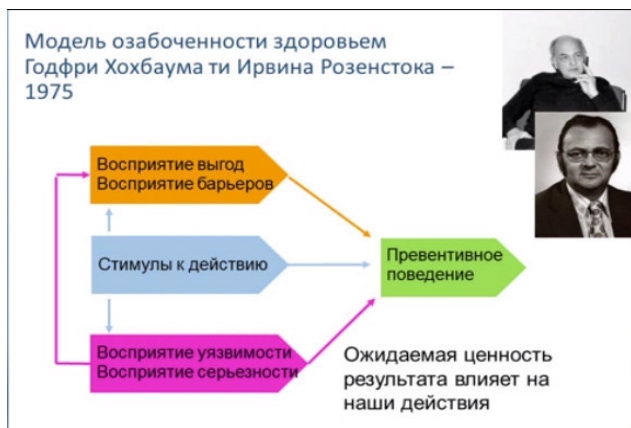 Модель озабоченности здоровьем
Годфри Хохбаума ти Ирвина Розенстока –
1975
Восприятие выгод
Восприятие барьеров
Стимулы к действию
Превентивное
поведение
Восприятие уязвимости
Восприятие серьезности
Ожидаемая ценность
результата влияет на
наши действия